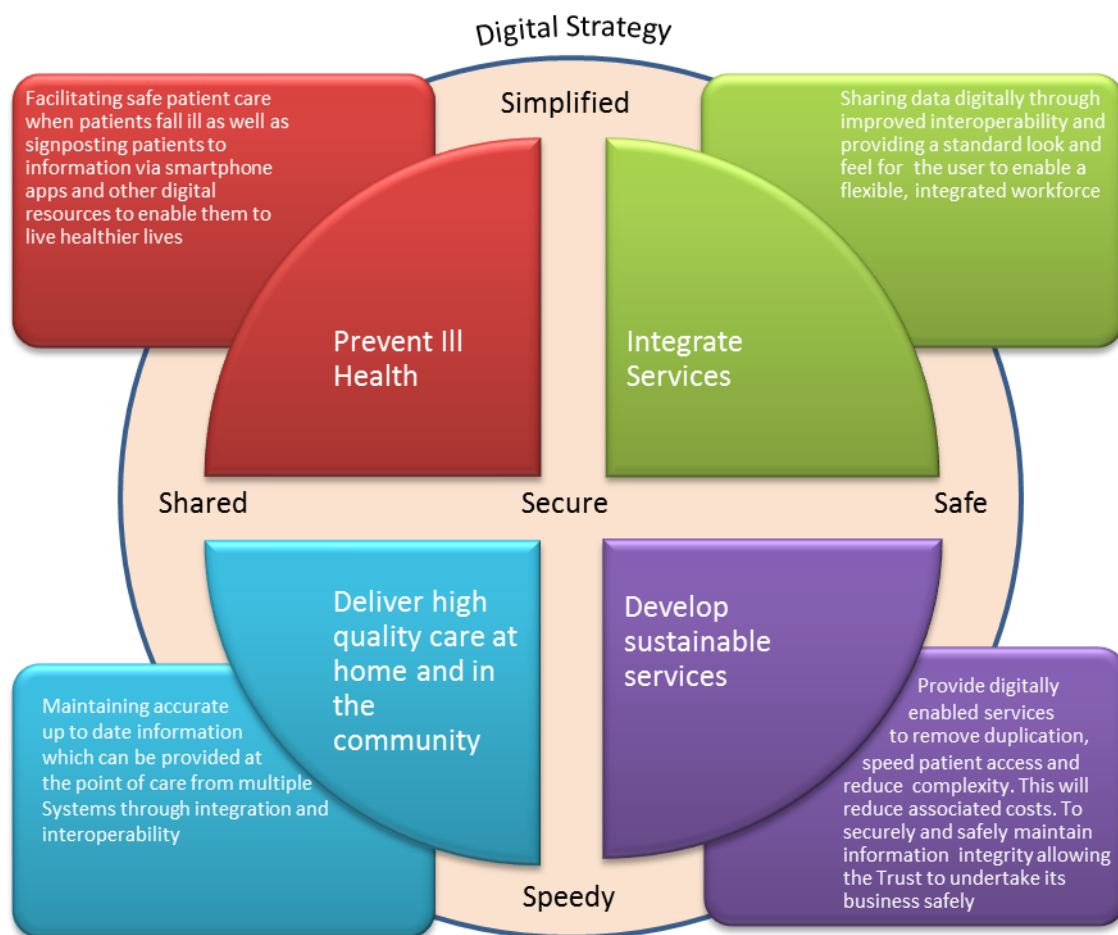 Digital Strategy
Simplified
Facilitating safe patient care
when patients fall ill as well as
signposting patients to
information via smartphone
apps and other digital
resources to enable them to
live healthier lives
Sharing data digitally through
improved interoperability and
providing a standard look and
feel for the user to enable a
flexible, integrated workforce
Prevent Ill
Health
Integrate
Services
Shared
Secure
Safe
Deliver high
quality care at
home and in
the
community
Develop
sustainable
services
Maintaining accurate
up to date information
which can be provided at
the point of care from multiple
Systems through integration and
interoperability
Provide digitally
enabled services
to remove duplication,
speed patient access and
reduce complexity. This will
reduce associated costs. To
securely and safely maintain
information integrity allowing
the Trust to undertake its
business safely
Speedy